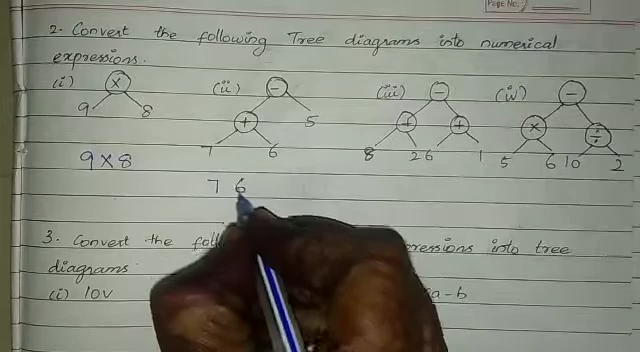 Page No.
2. Convert the following Tree diagrams into numerical
expressions.
(i) × 9 8
(ii) − + 5 7 6
(iii) − + + 8 2 6 1
(iv) − × ÷ 5 6 10 2
9 × 8
7 6
3. Convert the expressions into tree
diagrams
(i) 10v a-b